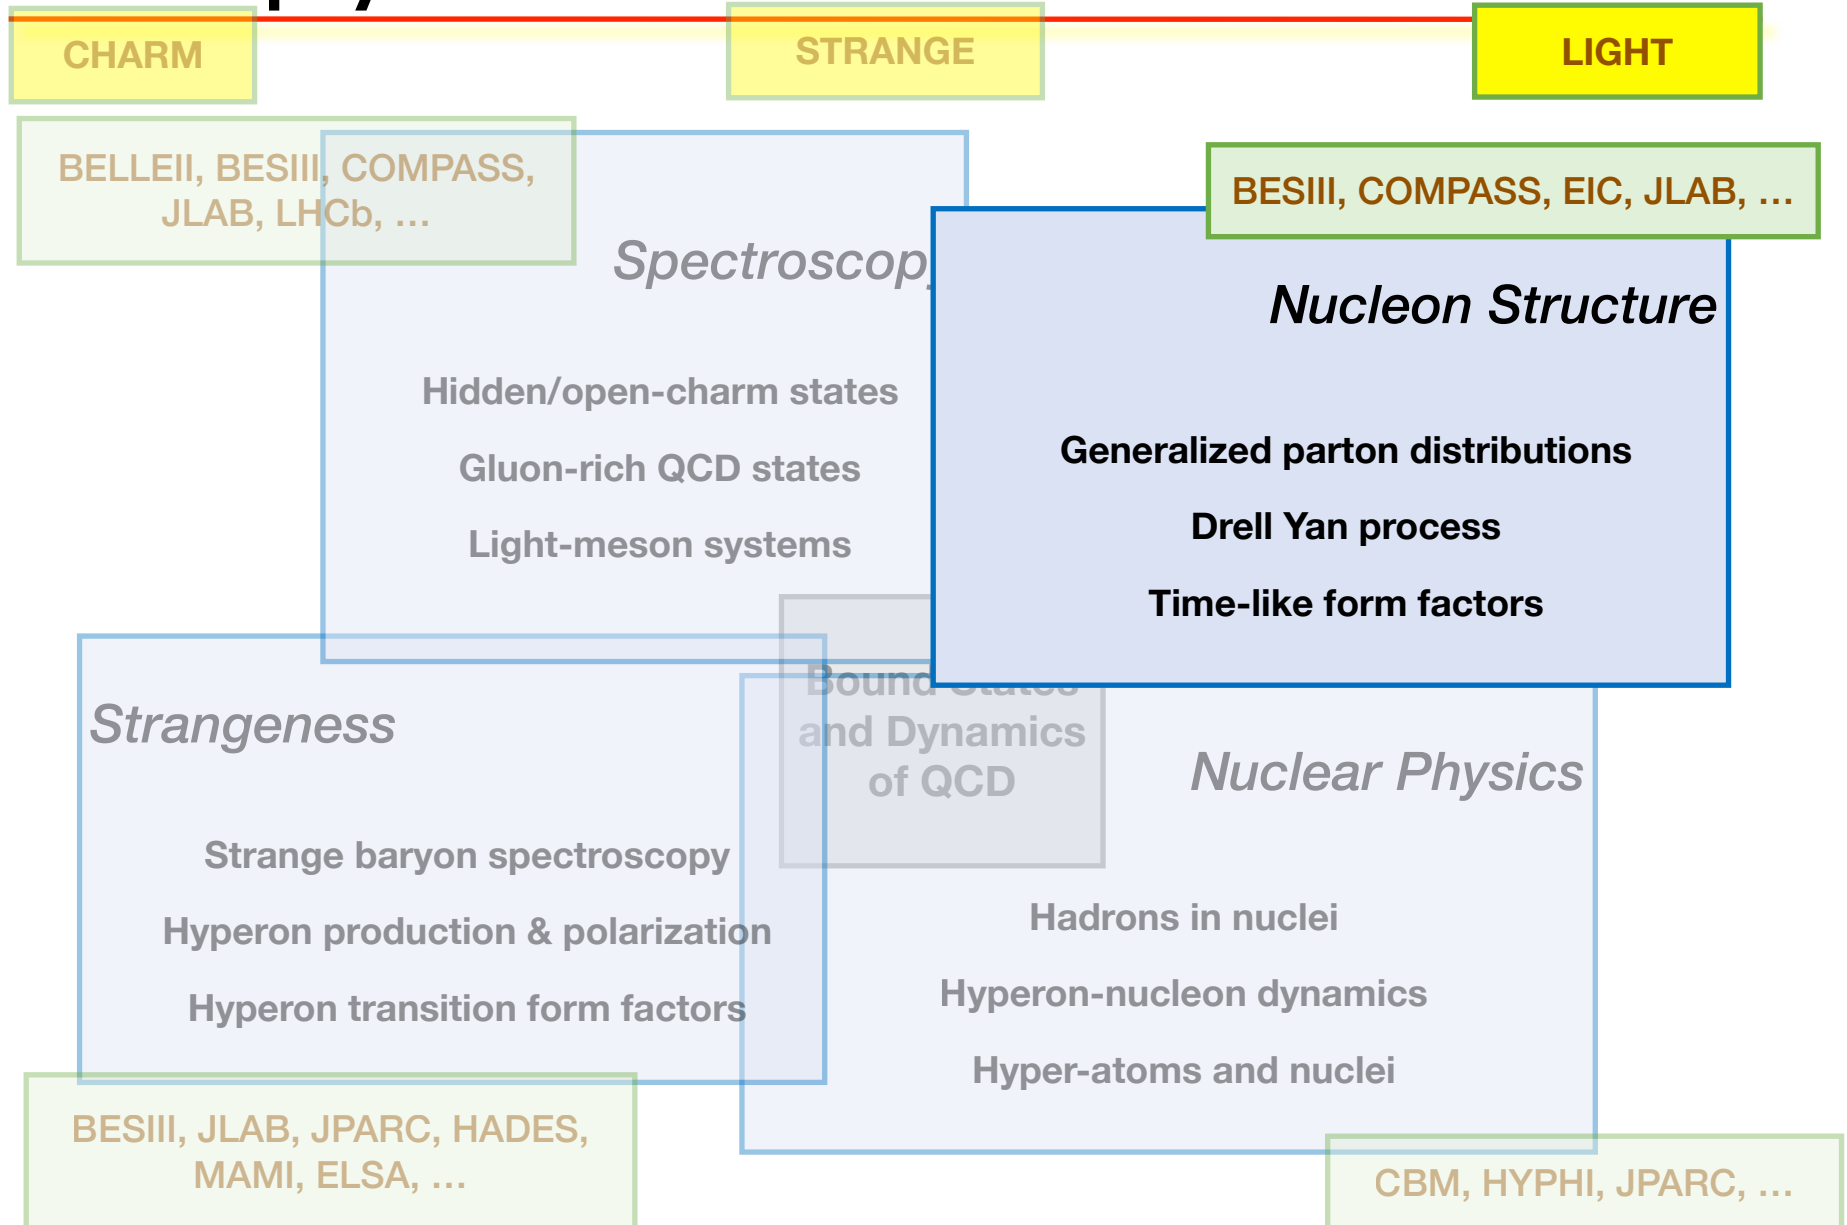 CHARM
STRANGE
LIGHT
BELLEII, BESIII, COMPASS,
JLAB, LHCb, …
BESIII, COMPASS, EIC, JLAB, …
Nucleon Structure
Hidden/open-charm states
Gluon-rich QCD states
Light-meson systems
Generalized parton distributions
Drell Yan process
Time-like form factors
Bound States
and Dynamics
of QCD
Strangeness
Strange baryon spectroscopy
Hyperon production & polarization
Hyperon transition form factors
Nuclear Physics
Hadrons in nuclei
Hyperon-nucleon dynamics
Hyper-atoms and nuclei
BESIII, JLAB, JPARC, HADES,
MAMI, ELSA, …
CBM, HYPHI, JPARC, …